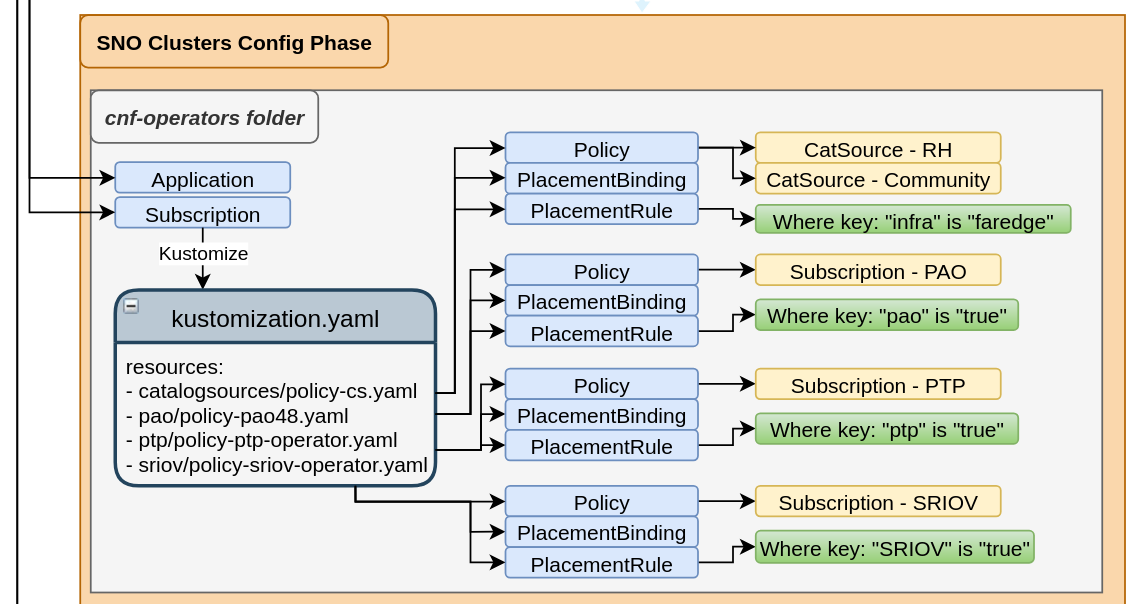 SNO Clusters Config Phase
cnf-operators folder
Application
Subscription
Kustomize
kustomization.yaml
resources:
- catalogsources/policy-cs.yaml
- pao/policy-pao48.yaml
- ptp/policy-ptp-operator.yaml
- sriov/policy-sriov-operator.yaml
Policy
PlacementBinding
PlacementRule
CatSource - RH
CatSource - Community
Where key: "infra" is "faredge"
Policy
PlacementBinding
PlacementRule
Subscription - PAO
Where key: "pao" is "true"
Policy
PlacementBinding
PlacementRule
Subscription - PTP
Where key: "ptp" is "true"
Policy
PlacementBinding
PlacementRule
Subscription - SRIOV
Where key: "SRIOV" is "true"